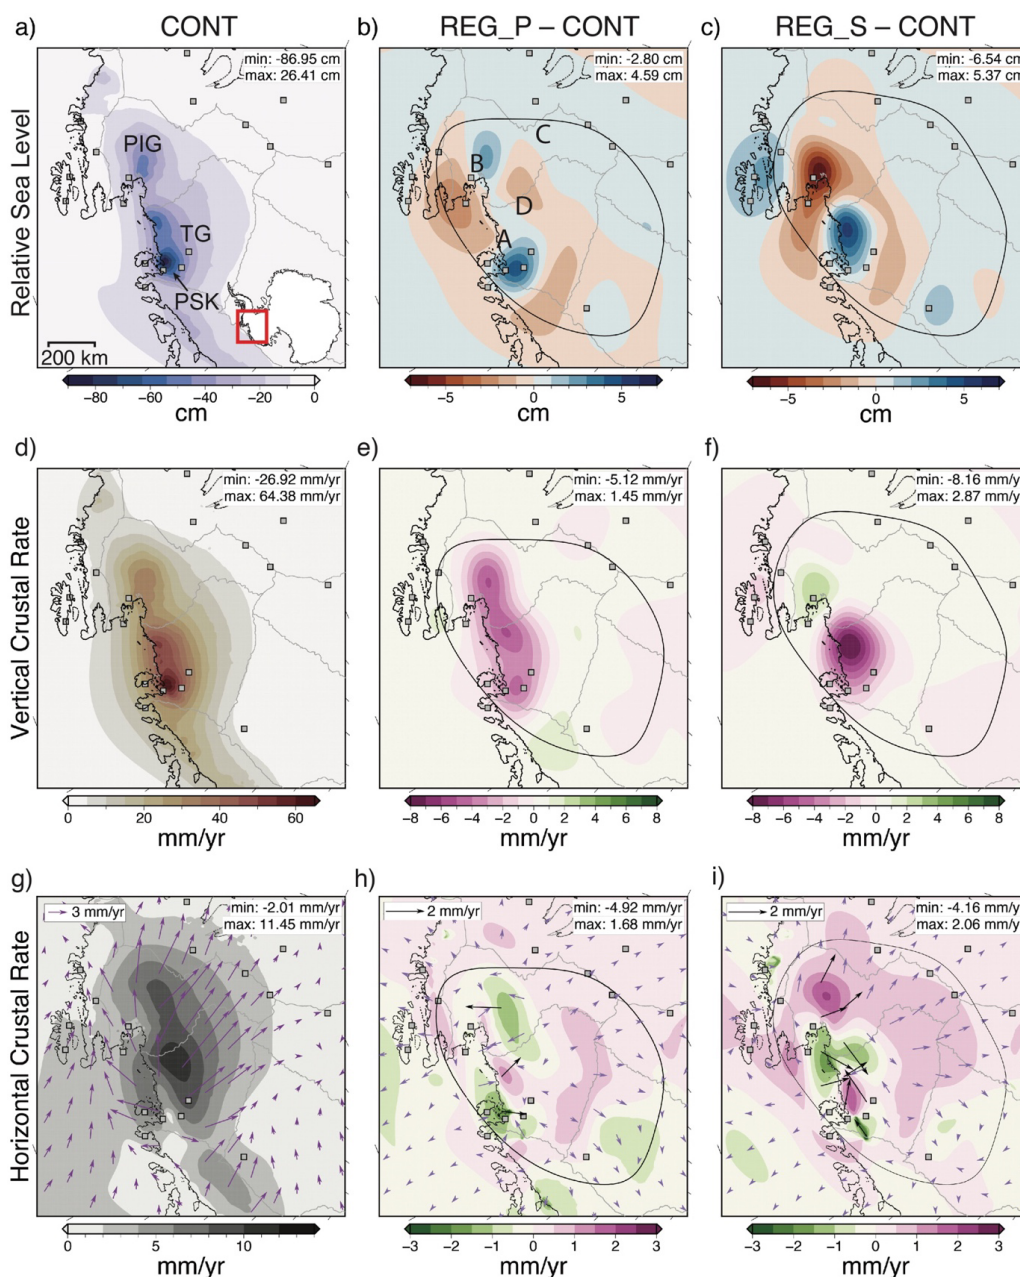 a) CONT
b) REG_P – CONT
c) REG_S – CONT
Relative Sea Level
min: -86.95 cm
max: 26.41 cm
PIG
TG
PSK
200 km
−80 −60 −40 −20 0
cm
min: -2.80 cm
max: 4.59 cm
C
B
D
A
−5 0 5
cm
min: -6.54 cm
max: 5.37 cm
−5 0 5
cm
d)
e)
f)
Vertical Crustal Rate
min: -26.92 mm/yr
max: 64.38 mm/yr
0 20 40 60
mm/yr
min: -5.12 mm/yr
max: 1.45 mm/yr
−8 −6 −4 −2 0 2 4 6 8
mm/yr
min: -8.16 mm/yr
max: 2.87 mm/yr
−8 −6 −4 −2 0 2 4 6 8
mm/yr
g)
h)
i)
Horizontal Crustal Rate
3 mm/yr
min: -2.01 mm/yr
max: 11.45 mm/yr
0 5 10
mm/yr
2 mm/yr
min: -4.92 mm/yr
max: 1.68 mm/yr
−3 −2 −1 0 1 2 3
mm/yr
2 mm/yr
min: -4.16 mm/yr
max: 2.06 mm/yr
−3 −2 −1 0 1 2 3
mm/yr